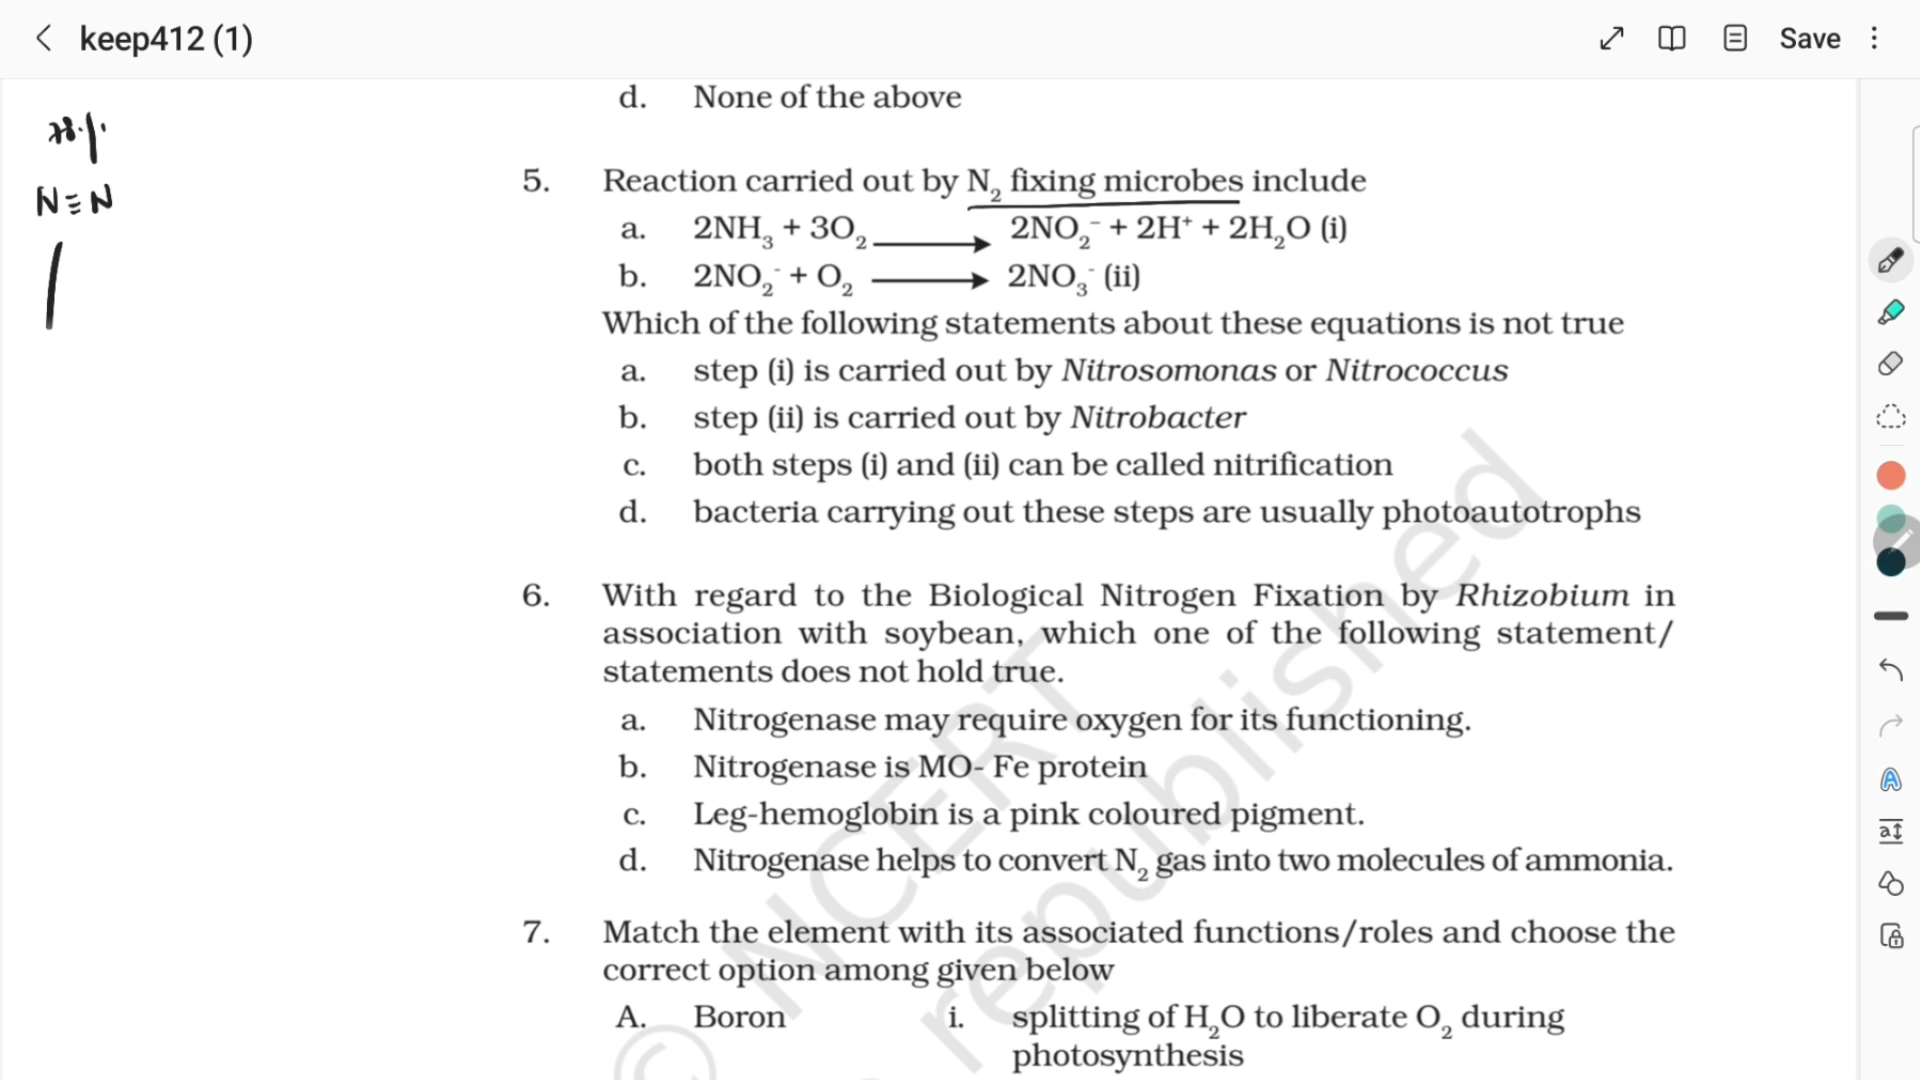 keep412 (1)
Save
78%
N≡N
d. None of the above
5. Reaction carried out by N₂ fixing microbes include
a. 2NH₃ + 3O₂ ⟶ 2NO₂⁻ + 2H⁺ + 2H₂O (i)
b. 2NO₂⁻ + O₂ ⟶ 2NO₃⁻ (ii)
Which of the following statements about these equations is not true
a. step (i) is carried out by Nitrosomonas or Nitrococcus
b. step (ii) is carried out by Nitrobacter
c. both steps (i) and (ii) can be called nitrification
d. bacteria carrying out these steps are usually photoautotrophs
6. With regard to the Biological Nitrogen Fixation by Rhizobium in
association with soybean, which one of the following statement/
statements does not hold true.
a. Nitrogenase may require oxygen for its functioning.
b. Nitrogenase is MO- Fe protein
c. Leg-hemoglobin is a pink coloured pigment.
d. Nitrogenase helps to convert N₂ gas into two molecules of ammonia.
7. Match the element with its associated functions/roles and choose the
correct option among given below
A. Boron i. splitting of H₂O to liberate O₂ during
photosynthesis
© NCERT
republished